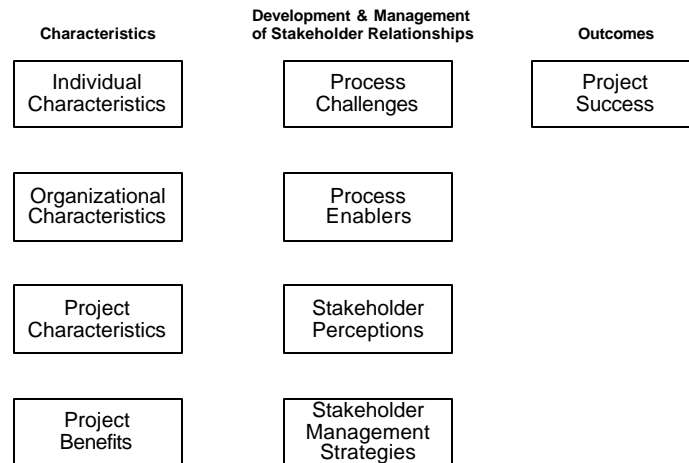 Characteristics
Development & Management
of Stakeholder Relationships
Outcomes
Individual
Characteristics
Process
Challenges
Project
Success
Organizational
Characteristics
Process
Enablers
Project
Characteristics
Stakeholder
Perceptions
Project
Benefits
Stakeholder
Management
Strategies